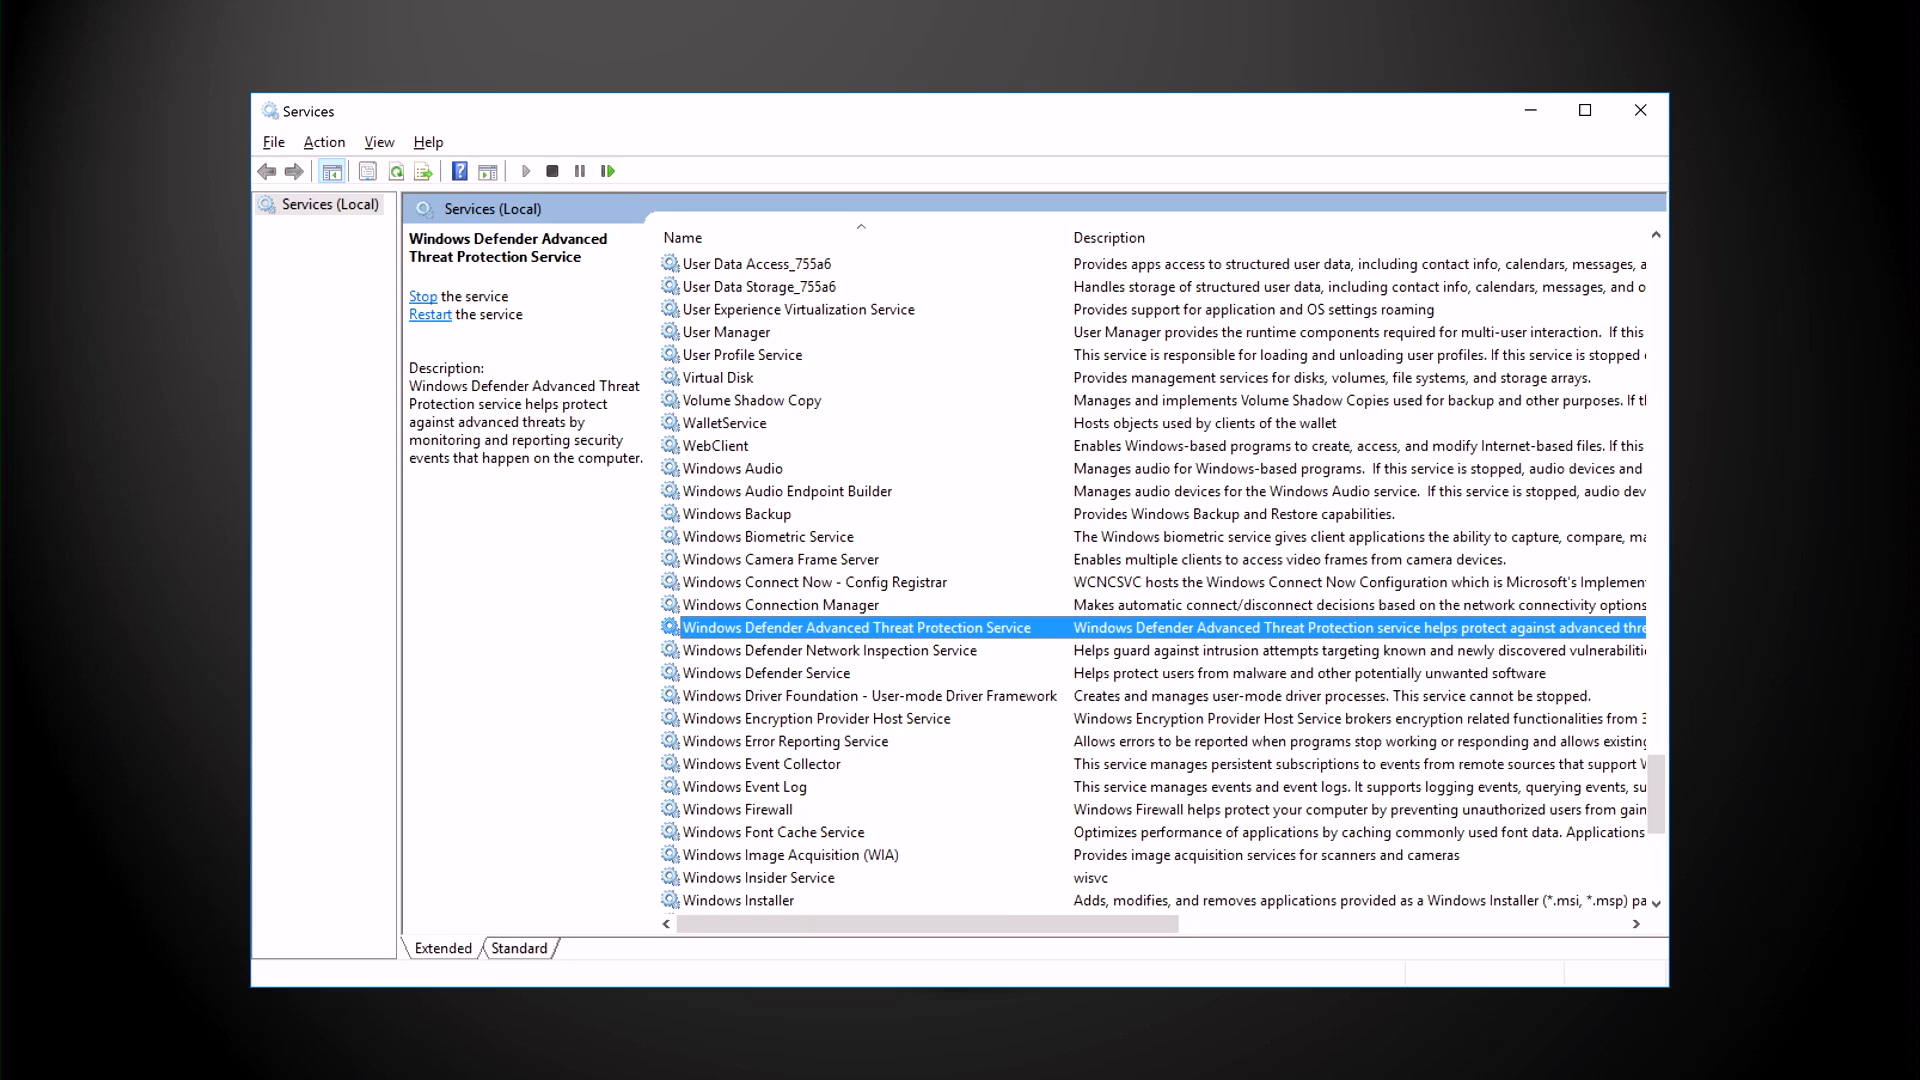 Services
File Action View Help
Services (Local)
Services (Local)
Windows Defender Advanced
Threat Protection Service
Stop the service
Restart the service
Description:
Windows Defender Advanced Threat
Protection service helps protect
against advanced threats by
monitoring and reporting security
events that happen on the computer.
Name Description
User Data Access_755a6 Provides apps access to structured user data, including contact info, calendars, messages, a
User Data Storage_755a6 Handles storage of structured user data, including contact info, calendars, messages, and o
User Experience Virtualization Service Provides support for application and OS settings roaming
User Manager User Manager provides the runtime components required for multi-user interaction. If this
User Profile Service This service is responsible for loading and unloading user profiles. If this service is stopped
Virtual Disk Provides management services for disks, volumes, file systems, and storage arrays.
Volume Shadow Copy Manages and implements Volume Shadow Copies used for backup and other purposes. If
WalletService Hosts objects used by clients of the wallet
WebClient Enables Windows-based programs to create, access, and modify Internet-based files. If this
Windows Audio Manages audio for Windows-based programs. If this service is stopped, audio devices and
Windows Audio Endpoint Builder Manages audio devices for the Windows Audio service. If this service is stopped, audio dev
Windows Backup Provides Windows Backup and Restore capabilities.
Windows Biometric Service The Windows biometric service gives client applications the ability to capture, compare, ma
Windows Camera Frame Server Enables multiple clients to access video frames from camera devices.
Windows Connect Now - Config Registrar WCNCSVC hosts the Windows Connect Now Configuration which is Microsoft's Implemen
Windows Connection Manager Makes automatic connect/disconnect decisions based on the network connectivity options
Windows Defender Advanced Threat Protection Service Windows Defender Advanced Threat Protection service helps protect against advanced thre
Windows Defender Network Inspection Service Helps guard against intrusion attempts targeting known and newly discovered vulnerabiliti
Windows Defender Service Helps protect users from malware and other potentially unwanted software
Windows Driver Foundation - User-mode Driver Framework Creates and manages user-mode driver processes. This service cannot be stopped.
Windows Encryption Provider Host Service Windows Encryption Provider Host Service brokers encryption related functionalities from 3
Windows Error Reporting Service Allows errors to be reported when programs stop working or responding and allows existing
Windows Event Collector This service manages persistent subscriptions to events from remote sources that support
Windows Event Log This service manages events and event logs. It supports logging events, querying events, su
Windows Firewall Windows Firewall helps protect your computer by preventing unauthorized users from gain
Windows Font Cache Service Optimizes performance of applications by caching commonly used font data. Applications
Windows Image Acquisition (WIA) Provides image acquisition services for scanners and cameras
Windows Insider Service wisvc
Windows Installer Adds, modifies, and removes applications provided as a Windows Installer (*.msi, *.msp) pa
Extended Standard